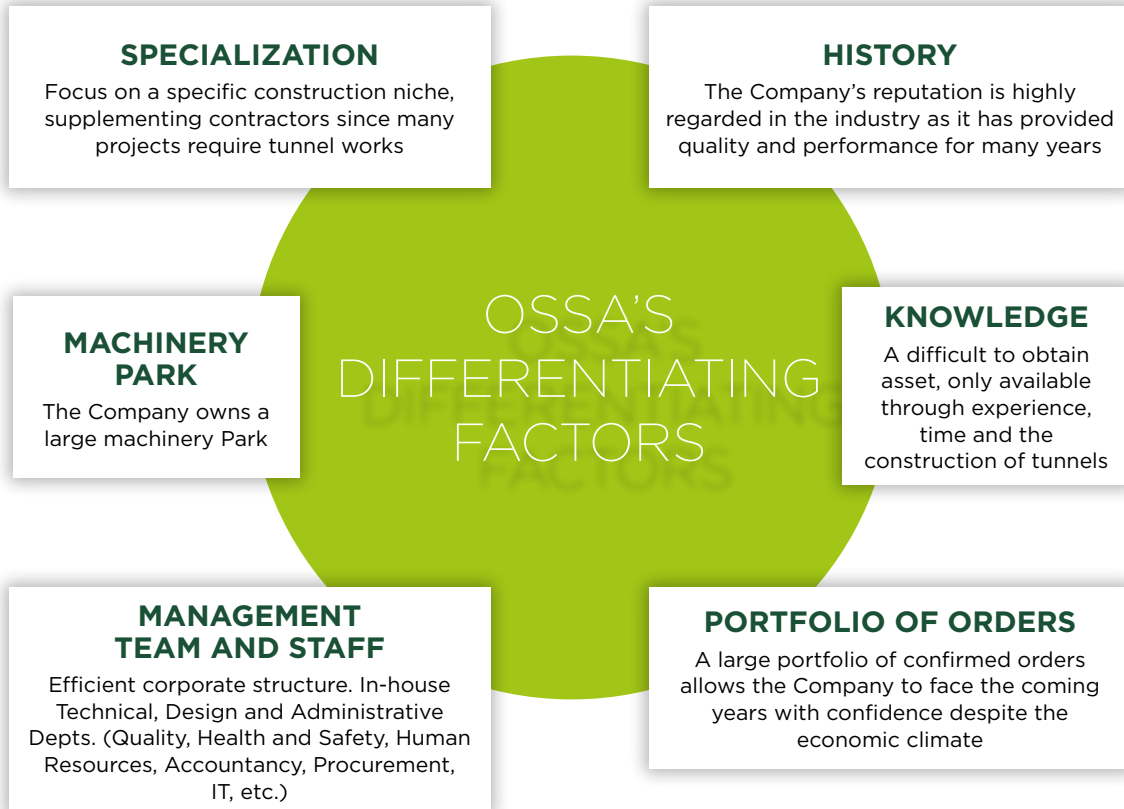 SPECIALIZATION
Focus on a specific construction niche,
supplementing contractors since many
projects require tunnel works
HISTORY
The Company’s reputation is highly
regarded in the industry as it has provided
quality and performance for many years
OSSA’S
DIFFERENTIATING
FACTORS
MACHINERY
PARK
The Company owns a
large machinery Park
KNOWLEDGE
A difficult to obtain
asset, only available
through experience,
time and the
construction of tunnels
MANAGEMENT
TEAM AND STAFF
Efficient corporate structure. In-house
Technical, Design and Administrative
Depts. (Quality, Health and Safety, Human
Resources, Accountancy, Procurement,
IT, etc.)
PORTFOLIO OF ORDERS
A large portfolio of confirmed orders
allows the Company to face the coming
years with confidence despite the
economic climate